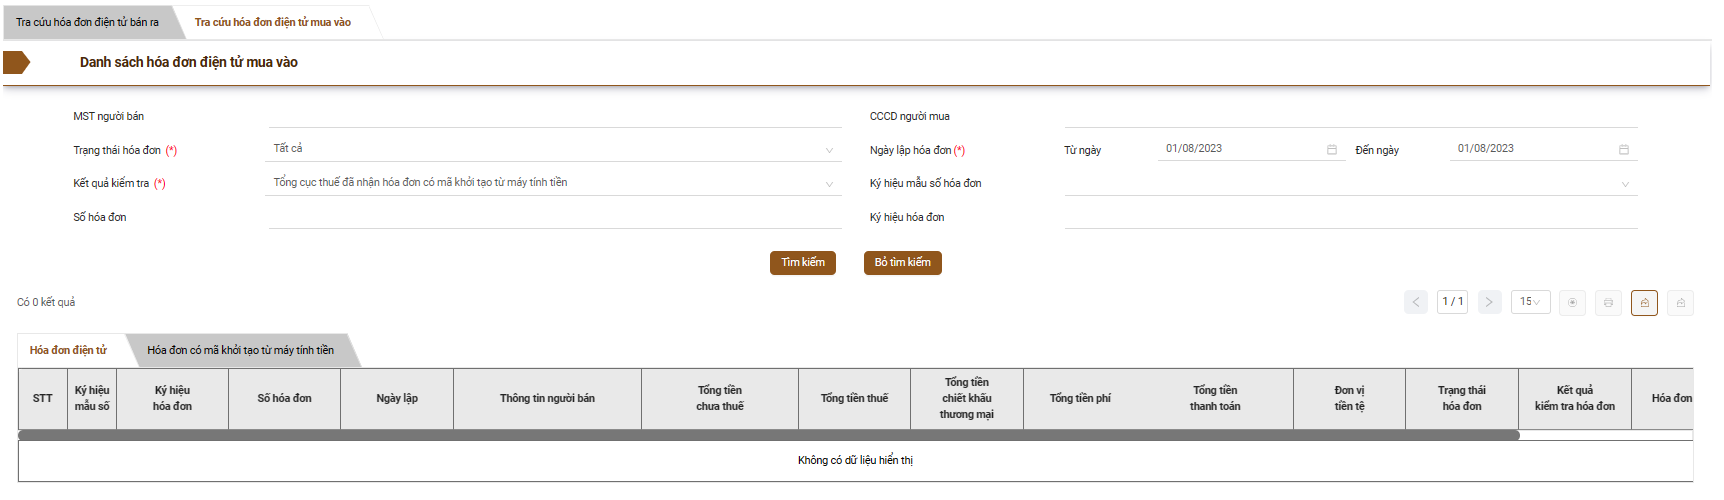 Tra cứu hóa đơn điện tử bán ra
Tra cứu hóa đơn điện tử mua vào
Danh sách hóa đơn điện tử mua vào
MST người bán
CCCD người mua
Trạng thái hóa đơn (*)
Tất cả
Ngày lập hóa đơn (*)
Từ ngày
01/08/2023
Đến ngày
01/08/2023
Kết quả kiểm tra (*)
Tổng cục thuế đã nhận hóa đơn có mã khởi tạo từ máy tính tiền
Ký hiệu mẫu số hóa đơn
Số hóa đơn
Ký hiệu hóa đơn
Tìm kiếm
Bỏ tìm kiếm
Có 0 kết quả
1 / 1
15
Hóa đơn điện tử
Hóa đơn có mã khởi tạo từ máy tính tiền
STT
Ký hiệu
mẫu số
Ký hiệu
hóa đơn
Số hóa đơn
Ngày lập
Thông tin người bán
Tổng tiền
chưa thuế
Tổng tiền thuế
Tổng tiền
chiết khấu
thương mại
Tổng tiền phí
Tổng tiền
thanh toán
Đơn vị
tiền tệ
Trạng thái
hóa đơn
Kết quả
kiểm tra hóa đơn
Hóa đơn
Không có dữ liệu hiển thị